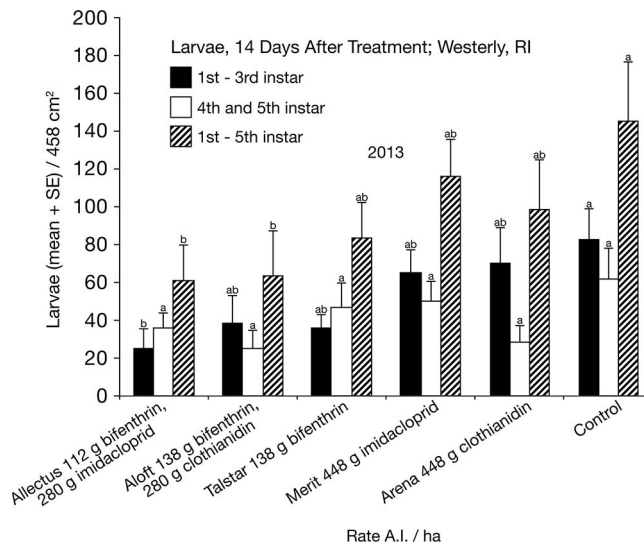 Larvae, 14 Days After Treatment; Westerly, RI
1st - 3rd instar
4th and 5th instar
1st - 5th instar
2013
Larvae (mean + SE) / 458 cm²
200
180
160
140
120
100
80
60
40
20
0
b a b
ab a b
ab a ab
ab a ab
ab a ab
a a a
Allectus 112 g bifenthrin,
280 g imidacloprid
Aloft 138 g bifenthrin,
280 g clothianidin
Talstar 138 g bifenthrin
Merit 448 g imidacloprid
Arena 448 g clothianidin
Control
Rate A.I. / ha